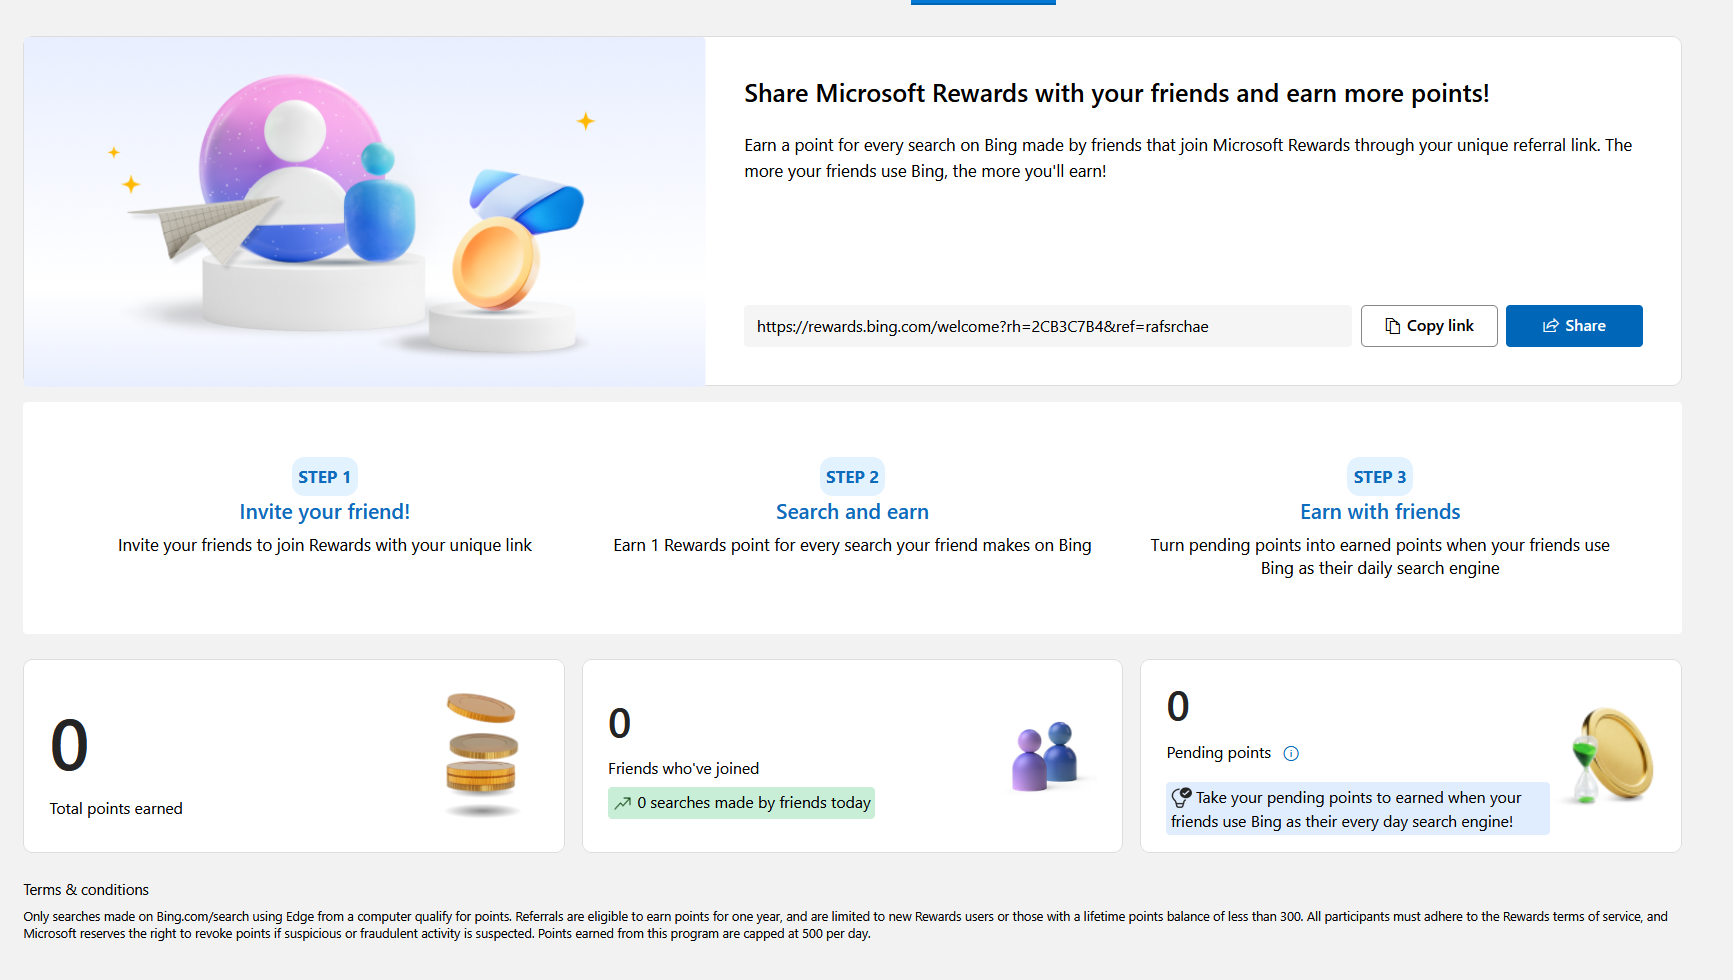 Share Microsoft Rewards with your friends and earn more points!
Earn a point for every search on Bing made by friends that join Microsoft Rewards through your unique referral link. The
more your friends use Bing, the more you'll earn!
https://rewards.bing.com/welcome?rh=2CB3C7B4&ref=rafsrchae
Copy link
Share
STEP 1
Invite your friend!
Invite your friends to join Rewards with your unique link
STEP 2
Search and earn
Earn 1 Rewards point for every search your friend makes on Bing
STEP 3
Earn with friends
Turn pending points into earned points when your friends use
Bing as their daily search engine
0
Total points earned
0
Friends who've joined
0 searches made by friends today
0
Pending points
Take your pending points to earned when your
friends use Bing as their every day search engine!
Terms & conditions
Only searches made on Bing.com/search using Edge from a computer qualify for points. Referrals are eligible to earn points for one year, and are limited to new Rewards users or those with a lifetime points balance of less than 300. All participants must adhere to the Rewards terms of service, and
Microsoft reserves the right to revoke points if suspicious or fraudulent activity is suspected. Points earned from this program are capped at 500 per day.